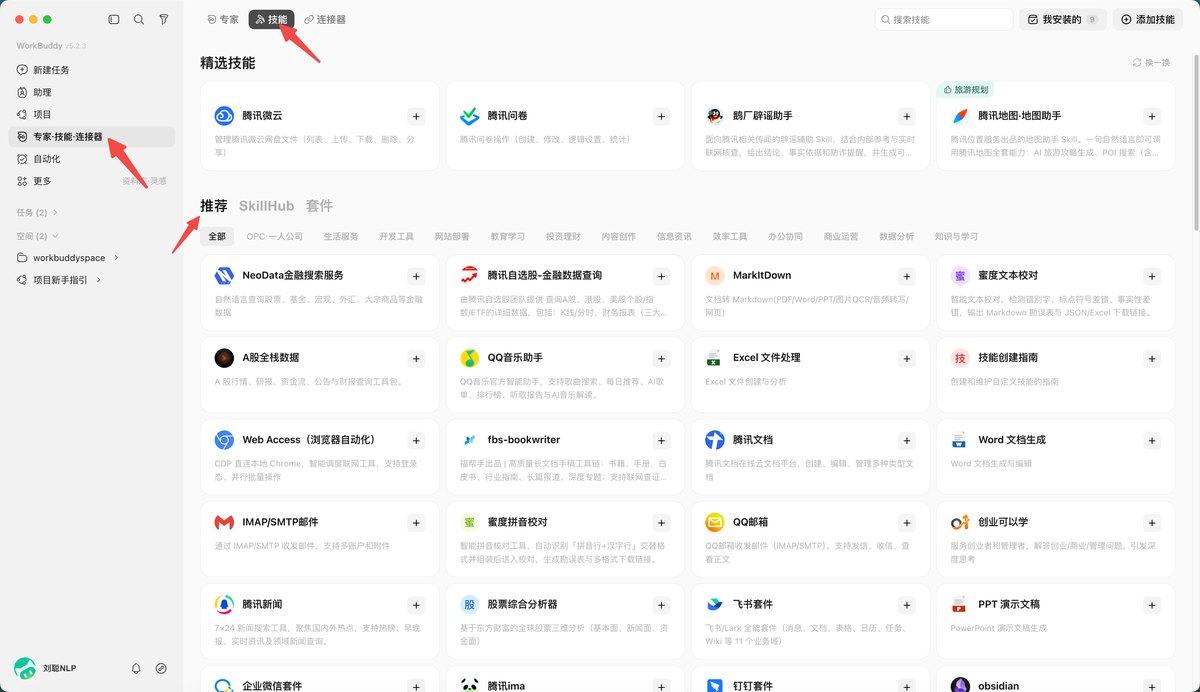 WorkBuddy v5.2.3
新建任务
助理
项目
专家·技能·连接器
自动化
更多
灵感
任务 (2)
空间 (2)
workbuddyspace
项目新手指引
刘聪NLP
专家 技能 连接器
搜索技能
我安装的 9
添加技能
精选技能
换一换
腾讯微云
管理腾讯微云网盘文件（列表、上传、下载、删除、分
享）
腾讯问卷
腾讯问卷操作（创建、修改、逻辑设置、统计）
鹅厂辟谣助手
面向腾讯相关传闻的辟谣辅助 Skill，结合内部参考与实时
联网核查，给出结论、事实依据和防诈提醒，并生成可...
旅游规划
腾讯地图-地图助手
腾讯位置服务出品的地图助手 Skill。一句自然语言即可调
用腾讯地图全套能力：AI 旅游攻略生成、POI 搜索（含...
推荐 SkillHub 套件
全部 OPC·一人公司 生活服务 开发工具 网站部署 教育学习 投资理财 内容创作 信息资讯 效率工具 办公协同 商业运营 数据分析 知识与学习
NeoData金融搜索服务
自然语言查询股票、基金、宏观、外汇、大宗商品等金融
数据
腾讯自选股-金融数据查询
由腾讯自选股团队提供 查询A股、港股、美股个股/指
数/ETF的详细数据，包括：K线/分时、财务报表（三大...
MarkItDown
文档转 Markdown(PDF/Word/PPT/图片OCR/音频转写/
网页)
蜜 蜜度文本校对
智能文本校对，检测错别字、标点符号差错、事实性差
错，输出 Markdown 勘误表与 JSON/Excel 下载链接。
A股全栈数据
A 股行情、研报、资金流、公告与财报查询工具包。
QQ音乐助手
QQ音乐官方智能助手，支持歌曲搜索、每日推荐、AI歌
单、排行榜、听歌报告与AI音乐解读。
Excel 文件处理
Excel 文件创建与分析
技 技能创建指南
创建和维护自定义技能的指南
Web Access（浏览器自动化）
CDP 直连本地 Chrome，智能调度联网工具，支持登录
态、并行批量操作
fbs-bookwriter
福帮手出品 | 高质量长文档手稿工具链：书籍、手册、白
皮书、行业指南、长篇报道、深度专题；支持联网查证...
腾讯文档
腾讯文档在线云文档平台，创建、编辑、管理多种类型文
档
Word 文档生成
Word 文档生成与编辑
IMAP/SMTP邮件
通过 IMAP/SMTP 收发邮件，支持多账户和附件
蜜 蜜度拼音校对
智能拼音校对工具，自动识别「拼音行+汉字行」交替格
式并组装后送入校对，生成勘误表与多格式下载链接。
QQ邮箱
QQ邮箱收发邮件（IMAP/SMTP），支持发信、收信、查
看正文
创业可以学
服务创业者和管理者，解答创业/商业/管理问题，引发深
度思考
腾讯新闻
7×24 新闻搜索工具，聚焦国内外热点，支持热榜、早晚
报、实时资讯及领域新闻查询。
股 股票综合分析器
基于东方财富的全球股票三维分析（基本面、新闻面、资
金面）
飞书套件
飞书/Lark 全能套件（消息、文档、表格、日历、任务、
Wiki 等 11 个业务域）
PPT 演示文稿
PowerPoint 演示文稿生成
企业微信套件
腾讯ima
钉钉套件
obsidian